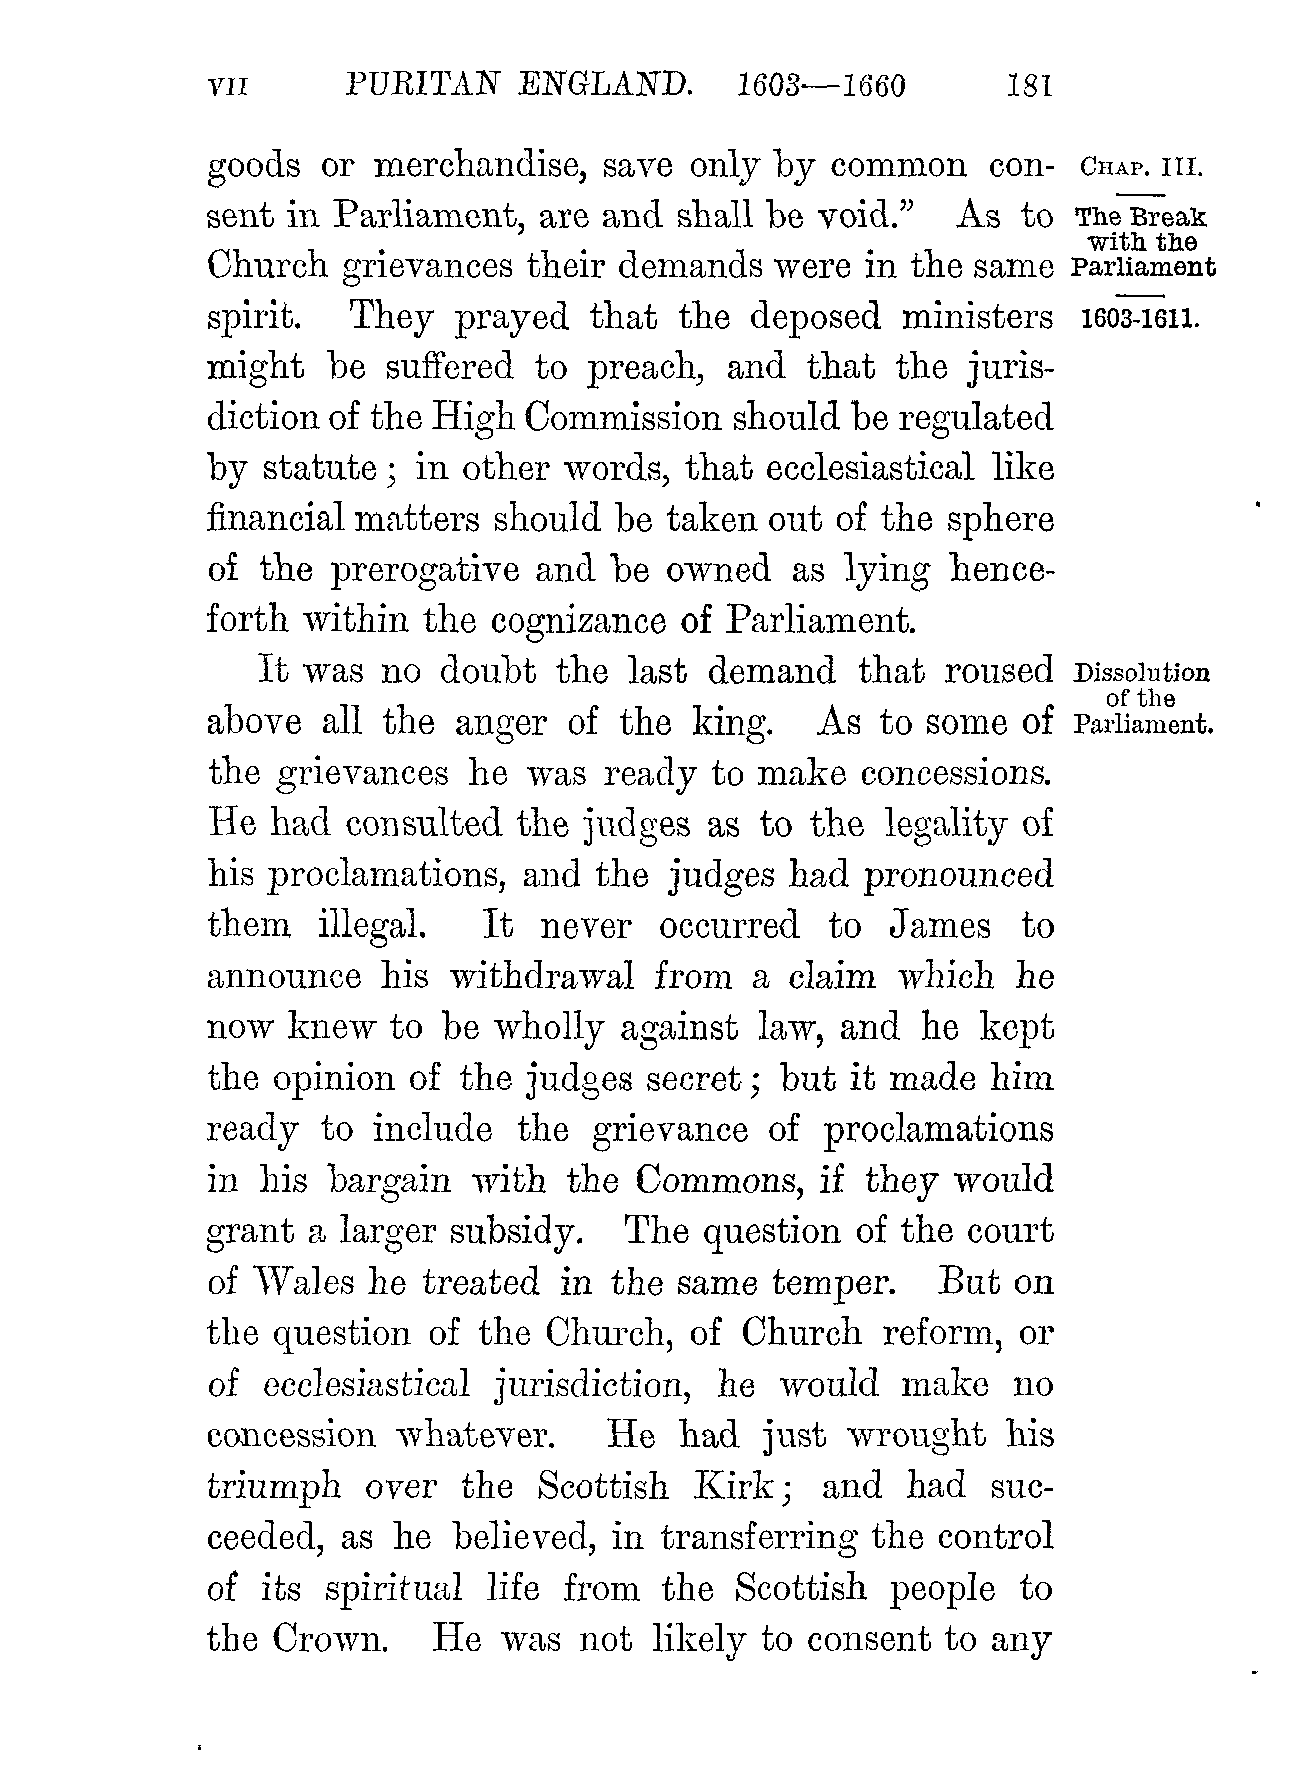 VII PURITAN ENGLAND. 1603—1660 181
goods or merchandise, save only by common con-
sent in Parliament, are and shall be void.” As to
Church grievances their demands were in the same
spirit. They prayed that the deposed ministers
might be suffered to preach, and that the juris-
diction of the High Commission should be regulated
by statute; in other words, that ecclesiastical like
financial matters should be taken out of the sphere
of the prerogative and be owned as lying hence-
forth within the cognizance of Parliament.
CHAP. III.
The Break
with the
Parliament
1603-1611.
It was no doubt the last demand that roused
above all the anger of the king. As to some of
the grievances he was ready to make concessions.
He had consulted the judges as to the legality of
his proclamations, and the judges had pronounced
them illegal. It never occurred to James to
announce his withdrawal from a claim which he
now knew to be wholly against law, and he kept
the opinion of the judges secret; but it made him
ready to include the grievance of proclamations
in his bargain with the Commons, if they would
grant a larger subsidy. The question of the court
of Wales he treated in the same temper. But on
the question of the Church, of Church reform, or
of ecclesiastical jurisdiction, he would make no
concession whatever. He had just wrought his
triumph over the Scottish Kirk; and had suc-
ceeded, as he believed, in transferring the control
of its spiritual life from the Scottish people to
the Crown. He was not likely to consent to any
Dissolution
of the
Parliament.